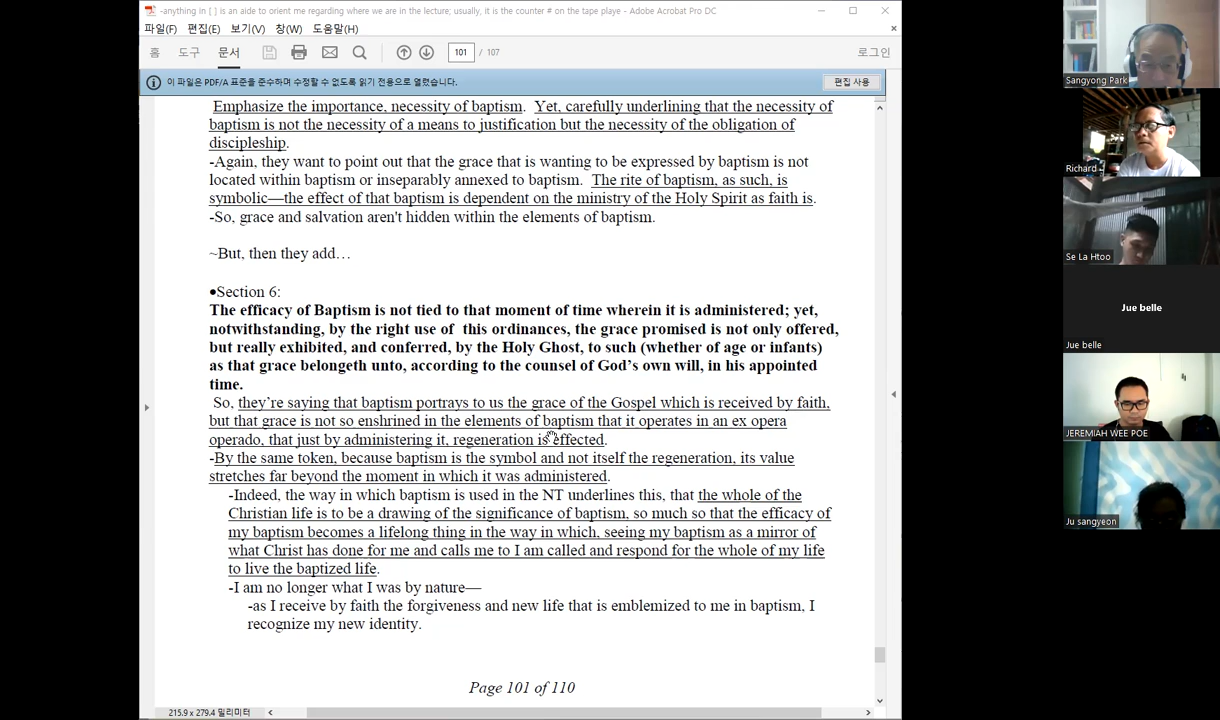 -anything in [ ] is an aide to orient me regarding where we are in the lecture; usually, it is the counter # on the tape playe - Adobe Acrobat Pro DC
파일(F) 편집(E) 보기(V) 창(W) 도움말(H)
홈 도구 문서 101 / 107 로그인
이 파일은 PDF/A 표준을 준수하며 수정할 수 없도록 읽기 전용으로 열렸습니다. 편집 사용
Emphasize the importance, necessity of baptism. Yet, carefully underlining that the necessity of
baptism is not the necessity of a means to justification but the necessity of the obligation of
discipleship.
-Again, they want to point out that the grace that is wanting to be expressed by baptism is not
located within baptism or inseparably annexed to baptism. The rite of baptism, as such, is
symbolic—the effect of that baptism is dependent on the ministry of the Holy Spirit as faith is.
-So, grace and salvation aren't hidden within the elements of baptism.
~But, then they add…
•Section 6:
The efficacy of Baptism is not tied to that moment of time wherein it is administered; yet,
notwithstanding, by the right use of this ordinances, the grace promised is not only offered,
but really exhibited, and conferred, by the Holy Ghost, to such (whether of age or infants)
as that grace belongeth unto, according to the counsel of God's own will, in his appointed
time.
So, they're saying that baptism portrays to us the grace of the Gospel which is received by faith,
but that grace is not so enshrined in the elements of baptism that it operates in an ex opera
operado, that just by administering it, regeneration is effected.
-By the same token, because baptism is the symbol and not itself the regeneration, its value
stretches far beyond the moment in which it was administered.
-Indeed, the way in which baptism is used in the NT underlines this, that the whole of the
Christian life is to be a drawing of the significance of baptism, so much so that the efficacy of
my baptism becomes a lifelong thing in the way in which, seeing my baptism as a mirror of
what Christ has done for me and calls me to I am called and respond for the whole of my life
to live the baptized life.
-I am no longer what I was by nature—
-as I receive by faith the forgiveness and new life that is emblemized to me in baptism, I
recognize my new identity.
Page 101 of 110
215.9 x 279.4 밀리미터
Sangyong Park
Richard
Se La Htoo
Jue belle
Jue belle
JEREMIAH WEE POE
Ju sangyeon